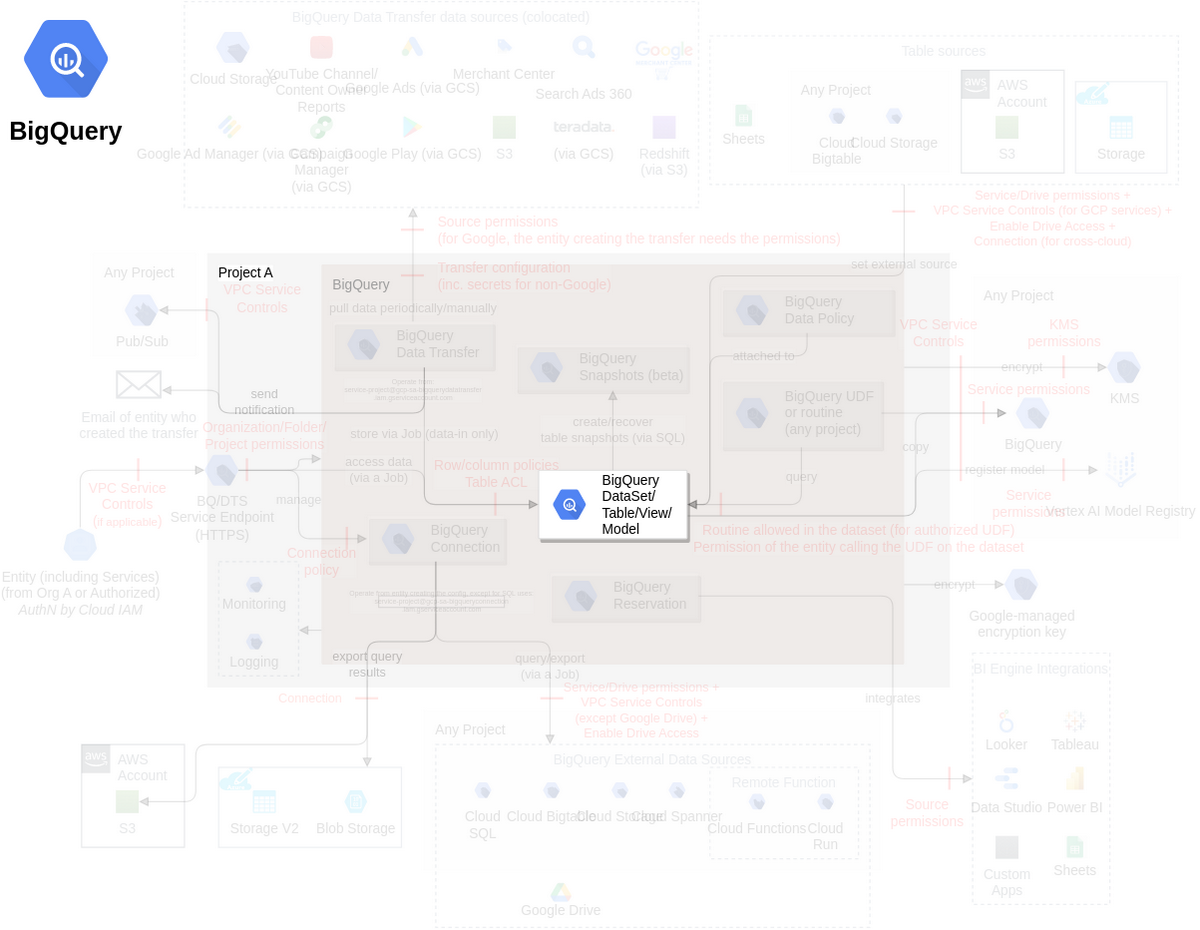 BigQuery
BigQuery Data Transfer data sources (colocated)
Cloud Storage
YouTube Channel/
Content Owner
Reports
Google Ads (via GCS)
Merchant Center
Search Ads 360
Google
Google Ad Manager (via GCS)
Campaign
Manager
(via GCS)
Google Play (via GCS)
S3
teradata.
(via GCS)
Redshift
(via S3)
Table sources
Sheets
Any Project
Cloud
Bigtable
Cloud Storage
aws
AWS
Account
S3
Storage
Source permissions
(for Google, the entity creating the transfer needs the permissions)
Transfer configuration
(inc. secrets for non-Google)
Service/Drive permissions +
VPC Service Controls (for GCP services) +
Enable Drive Access +
Connection (for cross-cloud)
set external source
Any Project
Pub/Sub
Project A
VPC Service
Controls
BigQuery
pull data periodically/manually
BigQuery
Data Transfer
BigQuery
Snapshots (beta)
BigQuery
Data Policy
attached to
BigQuery UDF
or routine
(any project)
Any Project
VPC Service
Controls
KMS
permissions
encrypt
KMS
Service permissions
BigQuery
copy
register model
Service
permissions
Vertex AI Model Registry
Email of entity who
created the transfer
send
notification
Organization/Folder/
Project permissions
store via Job (data-in only)
access data
(via a Job)
create/recover
table snapshots (via SQL)
Row/column policies
Table ACL
query
BigQuery
DataSet/
Table/View/
Model
Routine allowed in the dataset (for authorized UDF)
Permission of the entity calling the UDF on the dataset
VPC Service
Controls
(if applicable)
BQ/DTS
Service Endpoint
(HTTPS)
manage
Connection
policy
BigQuery
Connection
Entity (including Services)
(from Org A or Authorized)
AuthN by Cloud IAM
Monitoring
Logging
BigQuery
Reservation
encrypt
Google-managed
encryption key
export query
results
query/export
(via a Job)
Connection
Service/Drive permissions +
VPC Service Controls
(except Google Drive) +
Enable Drive Access
integrates
BI Engine Integrations
Looker
Tableau
Data Studio
Power BI
Custom
Apps
Sheets
Source
permissions
aws
AWS
Account
S3
Storage V2
Blob Storage
Any Project
BigQuery External Data Sources
Cloud
SQL
Cloud Bigtable
Cloud Storage
Cloud Spanner
Remote Function
Cloud Functions
Cloud
Run
Google Drive